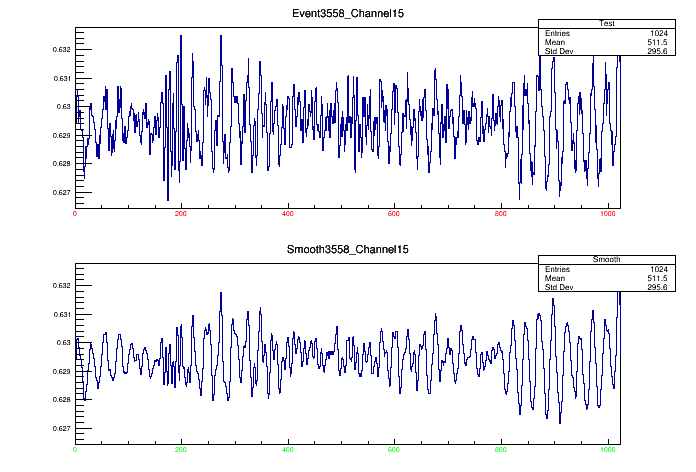 Event3558_Channel15
Test
Entries 1024
Mean 511.5
Std Dev 295.6
0.632
0.631
0.63
0.629
0.628
0.627
0 200 400 600 800 1000
Smooth3558_Channel15
Smooth
Entries 1024
Mean 511.5
Std Dev 295.6
0.632
0.631
0.63
0.629
0.628
0.627
0 200 400 600 800 1000